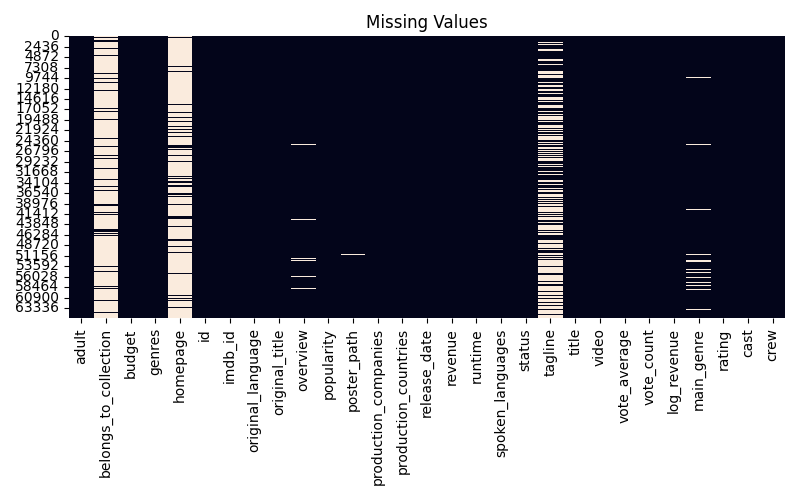 Missing Values
0
2436
4872
7308
9744
12180
14616
17052
19488
21924
24360
26796
29232
31668
34104
36540
38976
41412
43848
46284
48720
51156
53592
56028
58464
60900
63336
adult
belongs_to_collection
budget
genres
homepage
id
imdb_id
original_language
original_title
overview
popularity
poster_path
production_companies
production_countries
release_date
revenue
runtime
spoken_languages
status
tagline
title
video
vote_average
vote_count
log_revenue
main_genre
rating
cast
crew